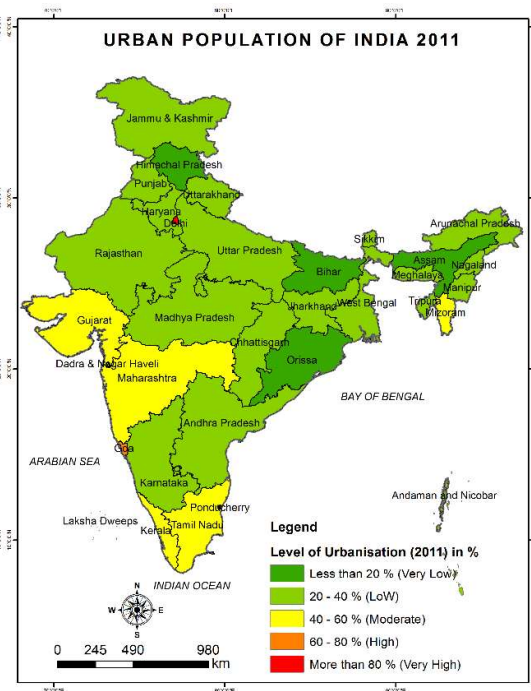 URBAN POPULATION OF INDIA 2011
Jammu & Kashmir
Himachal Pradesh
Punjab
Uttarakhand
Haryana
Delhi
Arunachal Pradesh
Sikkim
Rajasthan
Uttar Pradesh
Assam
Nagaland
Bihar
Meghalaya
Manipur
Jharkhand
West Bengal
Tripura
Mizoram
Gujarat
Madhya Pradesh
Chhattisgarh
Dadra & Nagar Haveli
Orissa
Maharashtra
BAY OF BENGAL
Andhra Pradesh
Goa
ARABIAN SEA
Karnataka
Andaman and Nicobar
Ponducherry
Laksha Dweeps
Kerala
Tamil Nadu
INDIAN OCEAN
Legend
Level of Urbanisation (2011) in %
Less than 20 % (Very Low)
20 - 40 % (LoW)
40 - 60 % (Moderate)
60 - 80 % (High)
More than 80 % (Very High)
N
W E
S
0 245 490 980
km